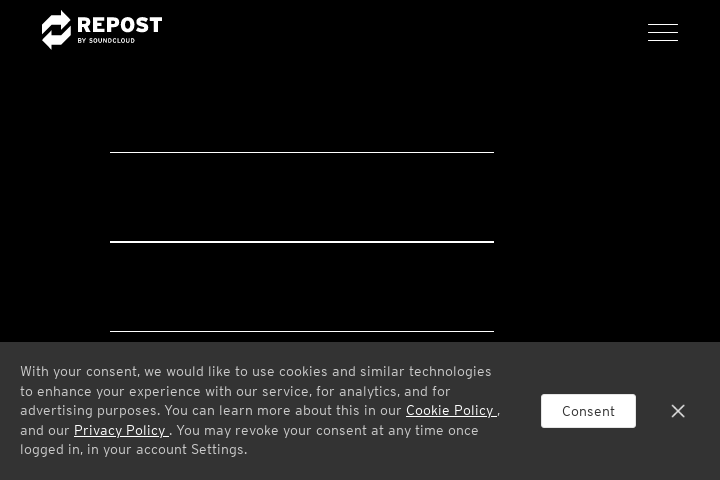 REPOST
BY SOUNDCLOUD
With your consent, we would like to use cookies and similar technologies
to enhance your experience with our service, for analytics, and for
advertising purposes. You can learn more about this in our Cookie Policy ,
and our Privacy Policy . You may revoke your consent at any time once
logged in, in your account Settings.
Consent